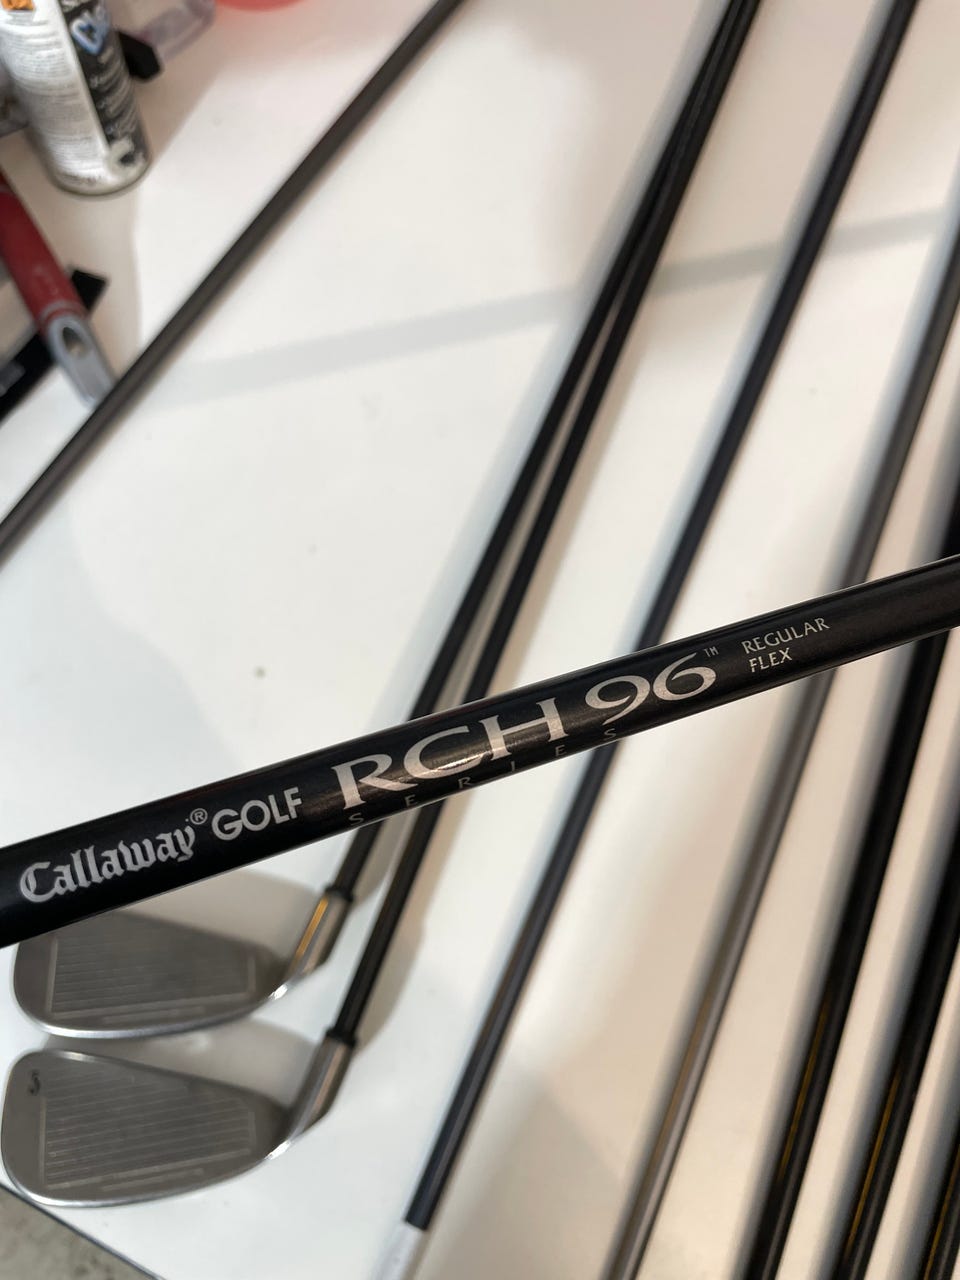 Callaway® GOLF RCH 96™ REGULAR
FLEX
SERIES